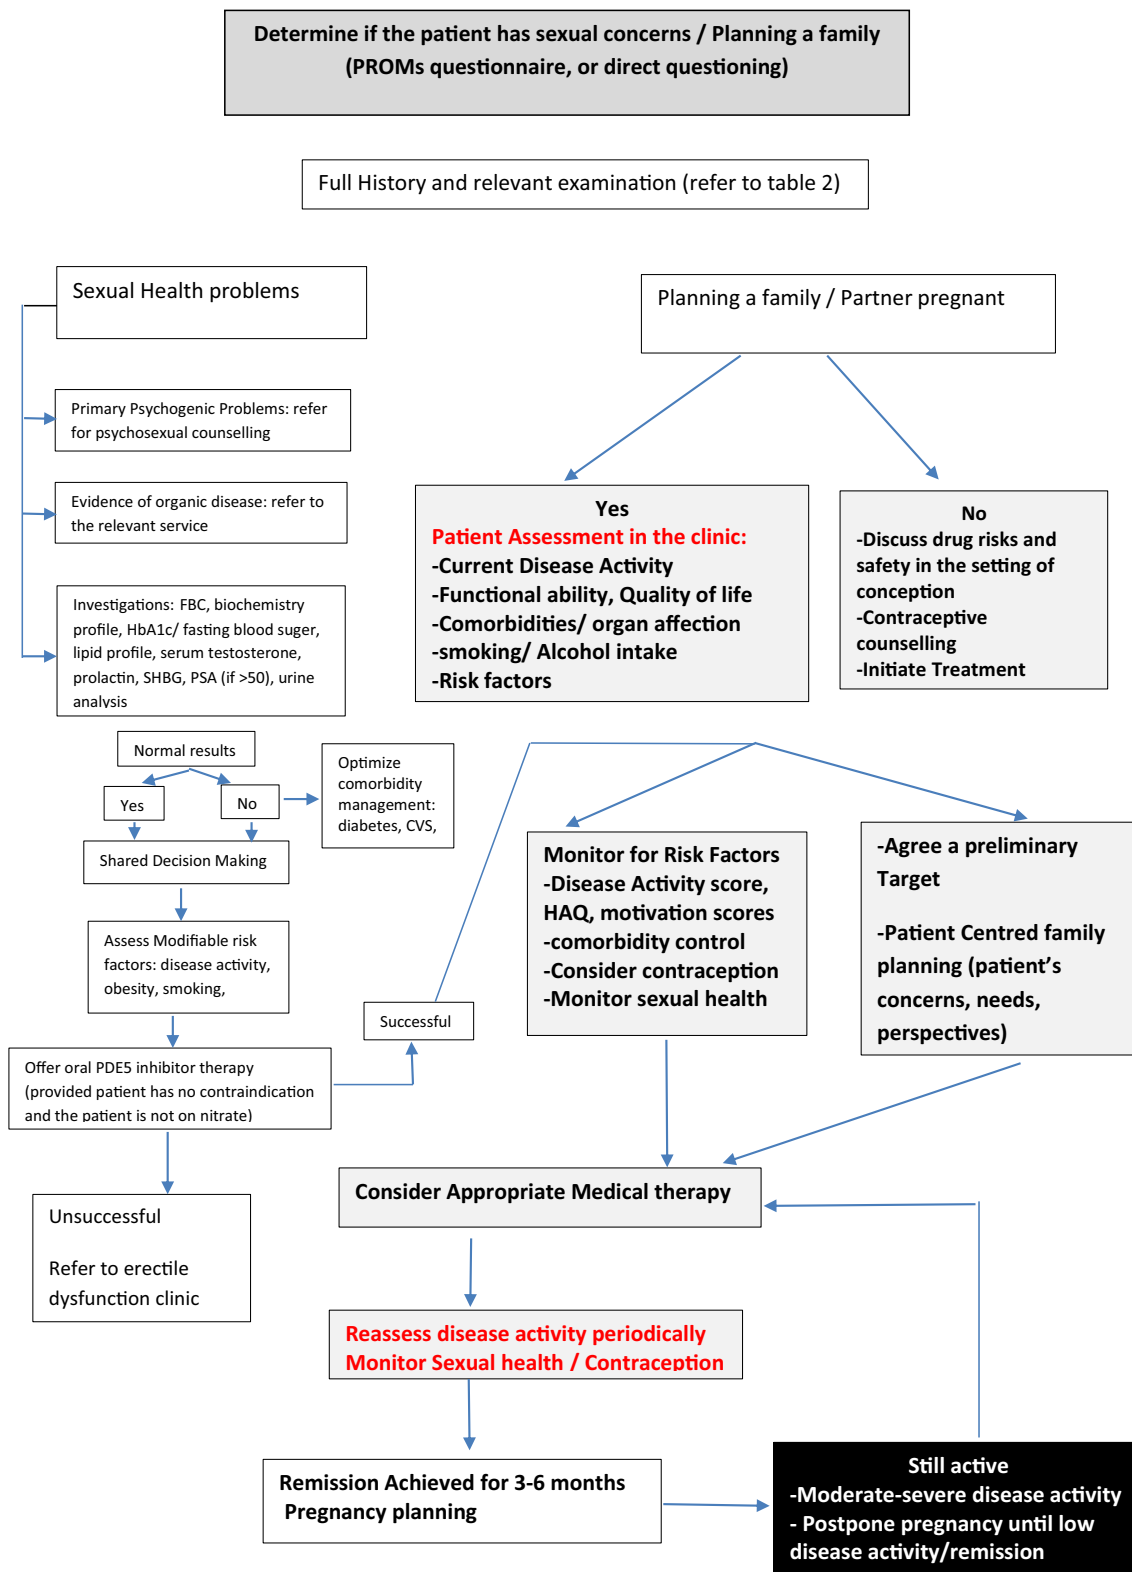 Determine if the patient has sexual concerns / Planning a family
(PROMs questionnaire, or direct questioning)
Full History and relevant examination (refer to table 2)
Sexual Health problems
Planning a family / Partner pregnant
Primary Psychogenic Problems: refer
for psychosexual counselling
Evidence of organic disease: refer to
the relevant service
Investigations: FBC, biochemistry
profile, HbA1c/ fasting blood suger,
lipid profile, serum testosterone,
prolactin, SHBG, PSA (if >50), urine
analysis
Yes
Patient Assessment in the clinic:
-Current Disease Activity
-Functional ability, Quality of life
-Comorbidities/ organ affection
-smoking/ Alcohol intake
-Risk factors
No
-Discuss drug risks and
safety in the setting of
conception
-Contraceptive
counselling
-Initiate Treatment
Normal results
Yes
No
Optimize
comorbidity
management:
diabetes, CVS,
Shared Decision Making
Assess Modifiable risk
factors: disease activity,
obesity, smoking,
Offer oral PDE5 inhibitor therapy
(provided patient has no contraindication
and the patient is not on nitrate)
Successful
Unsuccessful
Refer to erectile
dysfunction clinic
Monitor for Risk Factors
-Disease Activity score,
HAQ, motivation scores
-comorbidity control
-Consider contraception
-Monitor sexual health
-Agree a preliminary
Target
-Patient Centred family
planning (patient’s
concerns, needs,
perspectives)
Consider Appropriate Medical therapy
Reassess disease activity periodically
Monitor Sexual health / Contraception
Remission Achieved for 3-6 months
Pregnancy planning
Still active
-Moderate-severe disease activity
- Postpone pregnancy until low
disease activity/remission